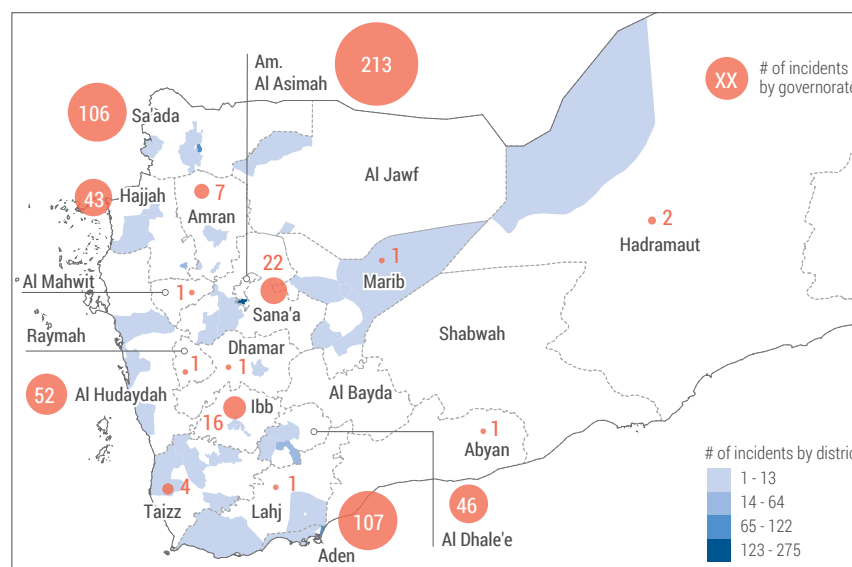 Am.
Al Asimah
213
XX
# of incidents
by governorate
106
Sa'ada
Al Jawf
43
Hajjah
7
Amran
2
Hadramaut
1
Marib
22
Sana'a
Al Mahwit
1
Shabwah
Raymah
1
Dhamar
1
Al Bayda
52
Al Hudaydah
Ibb
16
1
Abyan
# of incidents by distric
1 - 13
14 - 64
65 - 122
123 - 275
4
Taizz
1
Lahj
107
Aden
46
Al Dhale'e